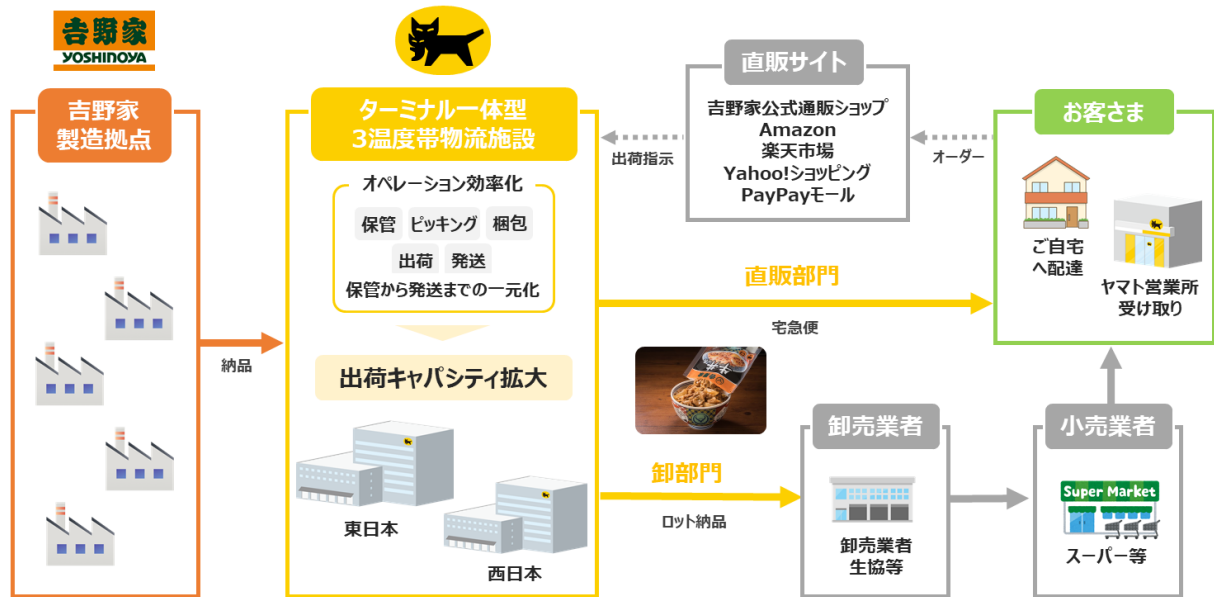 吉野家
YOSHINOYA
吉野家
製造拠点
納品
ターミナル一体型
3温度帯物流施設
オペレーション効率化
保管 ピッキング 梱包
出荷 発送
保管から発送までの一元化
出荷キャパシティ拡大
東日本
西日本
直販サイト
吉野家公式通販ショップ
Amazon
楽天市場
Yahoo!ショッピング
PayPayモール
出荷指示
オーダー
お客さま
ご自宅
へ配達
ヤマト営業所
受け取り
直販部門
宅急便
卸部門
ロット納品
卸売業者
卸売業者
生協等
小売業者
Super Market
スーパー等